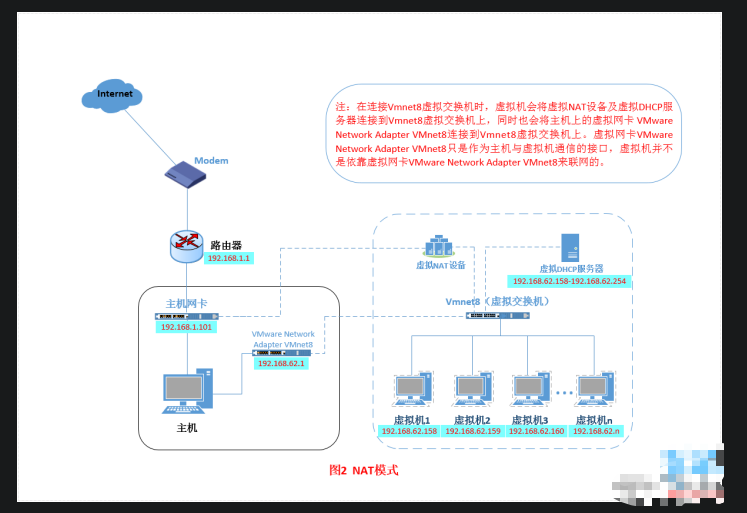 Internet
注：在连接Vmnet8虚拟交换机时，虚拟机会将虚拟NAT设备及虚拟DHCP服
务器连接到Vmnet8虚拟交换机上，同时也会将主机上的虚拟网卡 VMware
Network Adapter VMnet8连接到Vmnet8虚拟交换机上。虚拟网卡VMware
Network Adapter VMnet8只是作为主机与虚拟机通信的接口，虚拟机并不
是依靠虚拟网卡VMware Network Adapter VMnet8来联网的。
Modem
路由器
192.168.1.1
虚拟NAT设备
虚拟DHCP服务器
192.168.62.158-192.168.62.254
主机网卡
192.168.1.101
Vmnet8（虚拟交换机）
VMware Network
Adapter VMnet8
192.168.62.1
主机
虚拟机1
192.168.62.158
虚拟机2
192.168.62.159
虚拟机3
192.168.62.160
虚拟机n
192.168.62.n
图2 NAT模式